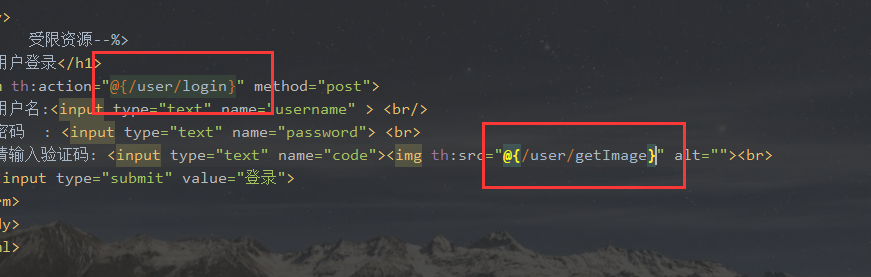 >
受限资源--%>
用户登录</h1>
th:action="@{/user/login}" method="post">
用户名:<input type="text" name="username" > <br/>
密码 : <input type="text" name="password"> <br>
请输入验证码: <input type="text" name="code"><img th:src="@{/user/getImage}" alt=""><br>
input type="submit" value="登录">
rm>
dy>
ml>